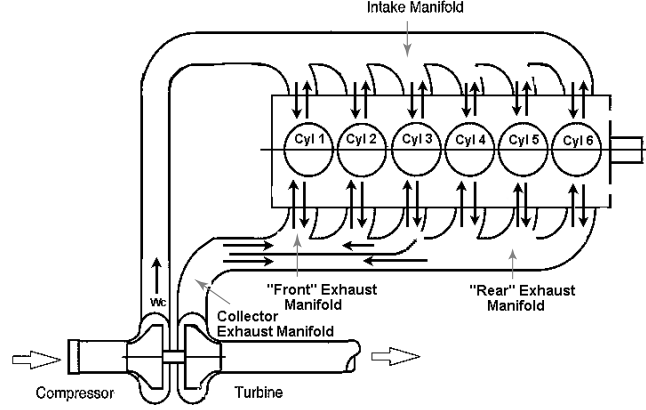 Intake Manifold
Cyl 1 Cyl 2 Cyl 3 Cyl 4 Cyl 5 Cyl 6
"Front" Exhaust
Manifold
"Rear" Exhaust
Manifold
Wc
Collector
Exhaust Manifold
Compressor
Turbine